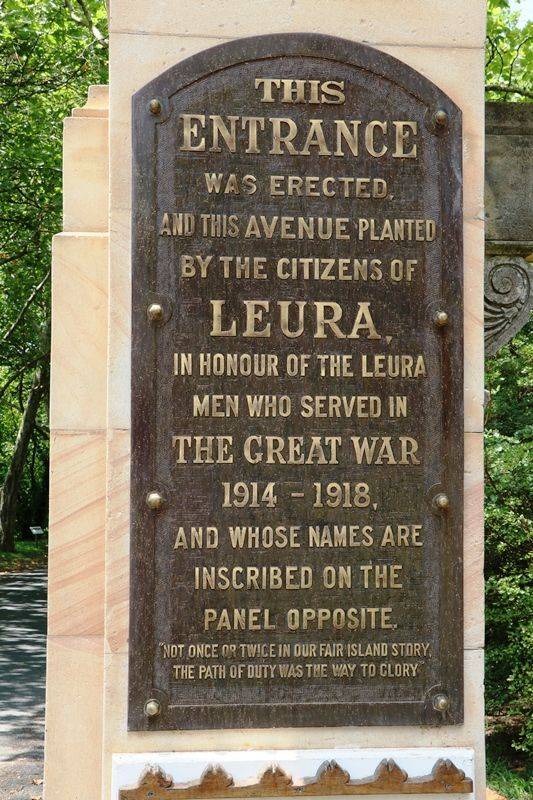 THIS
ENTRANCE
WAS ERECTED,
AND THIS AVENUE PLANTED
BY THE CITIZENS OF
LEURA,
IN HONOUR OF THE LEURA
MEN WHO SERVED IN
THE GREAT WAR
1914 – 1918,
AND WHOSE NAMES ARE
INSCRIBED ON THE
PANEL OPPOSITE.
"NOT ONCE OR TWICE IN OUR FAIR ISLAND STORY,
THE PATH OF DUTY WAS THE WAY TO GLORY"